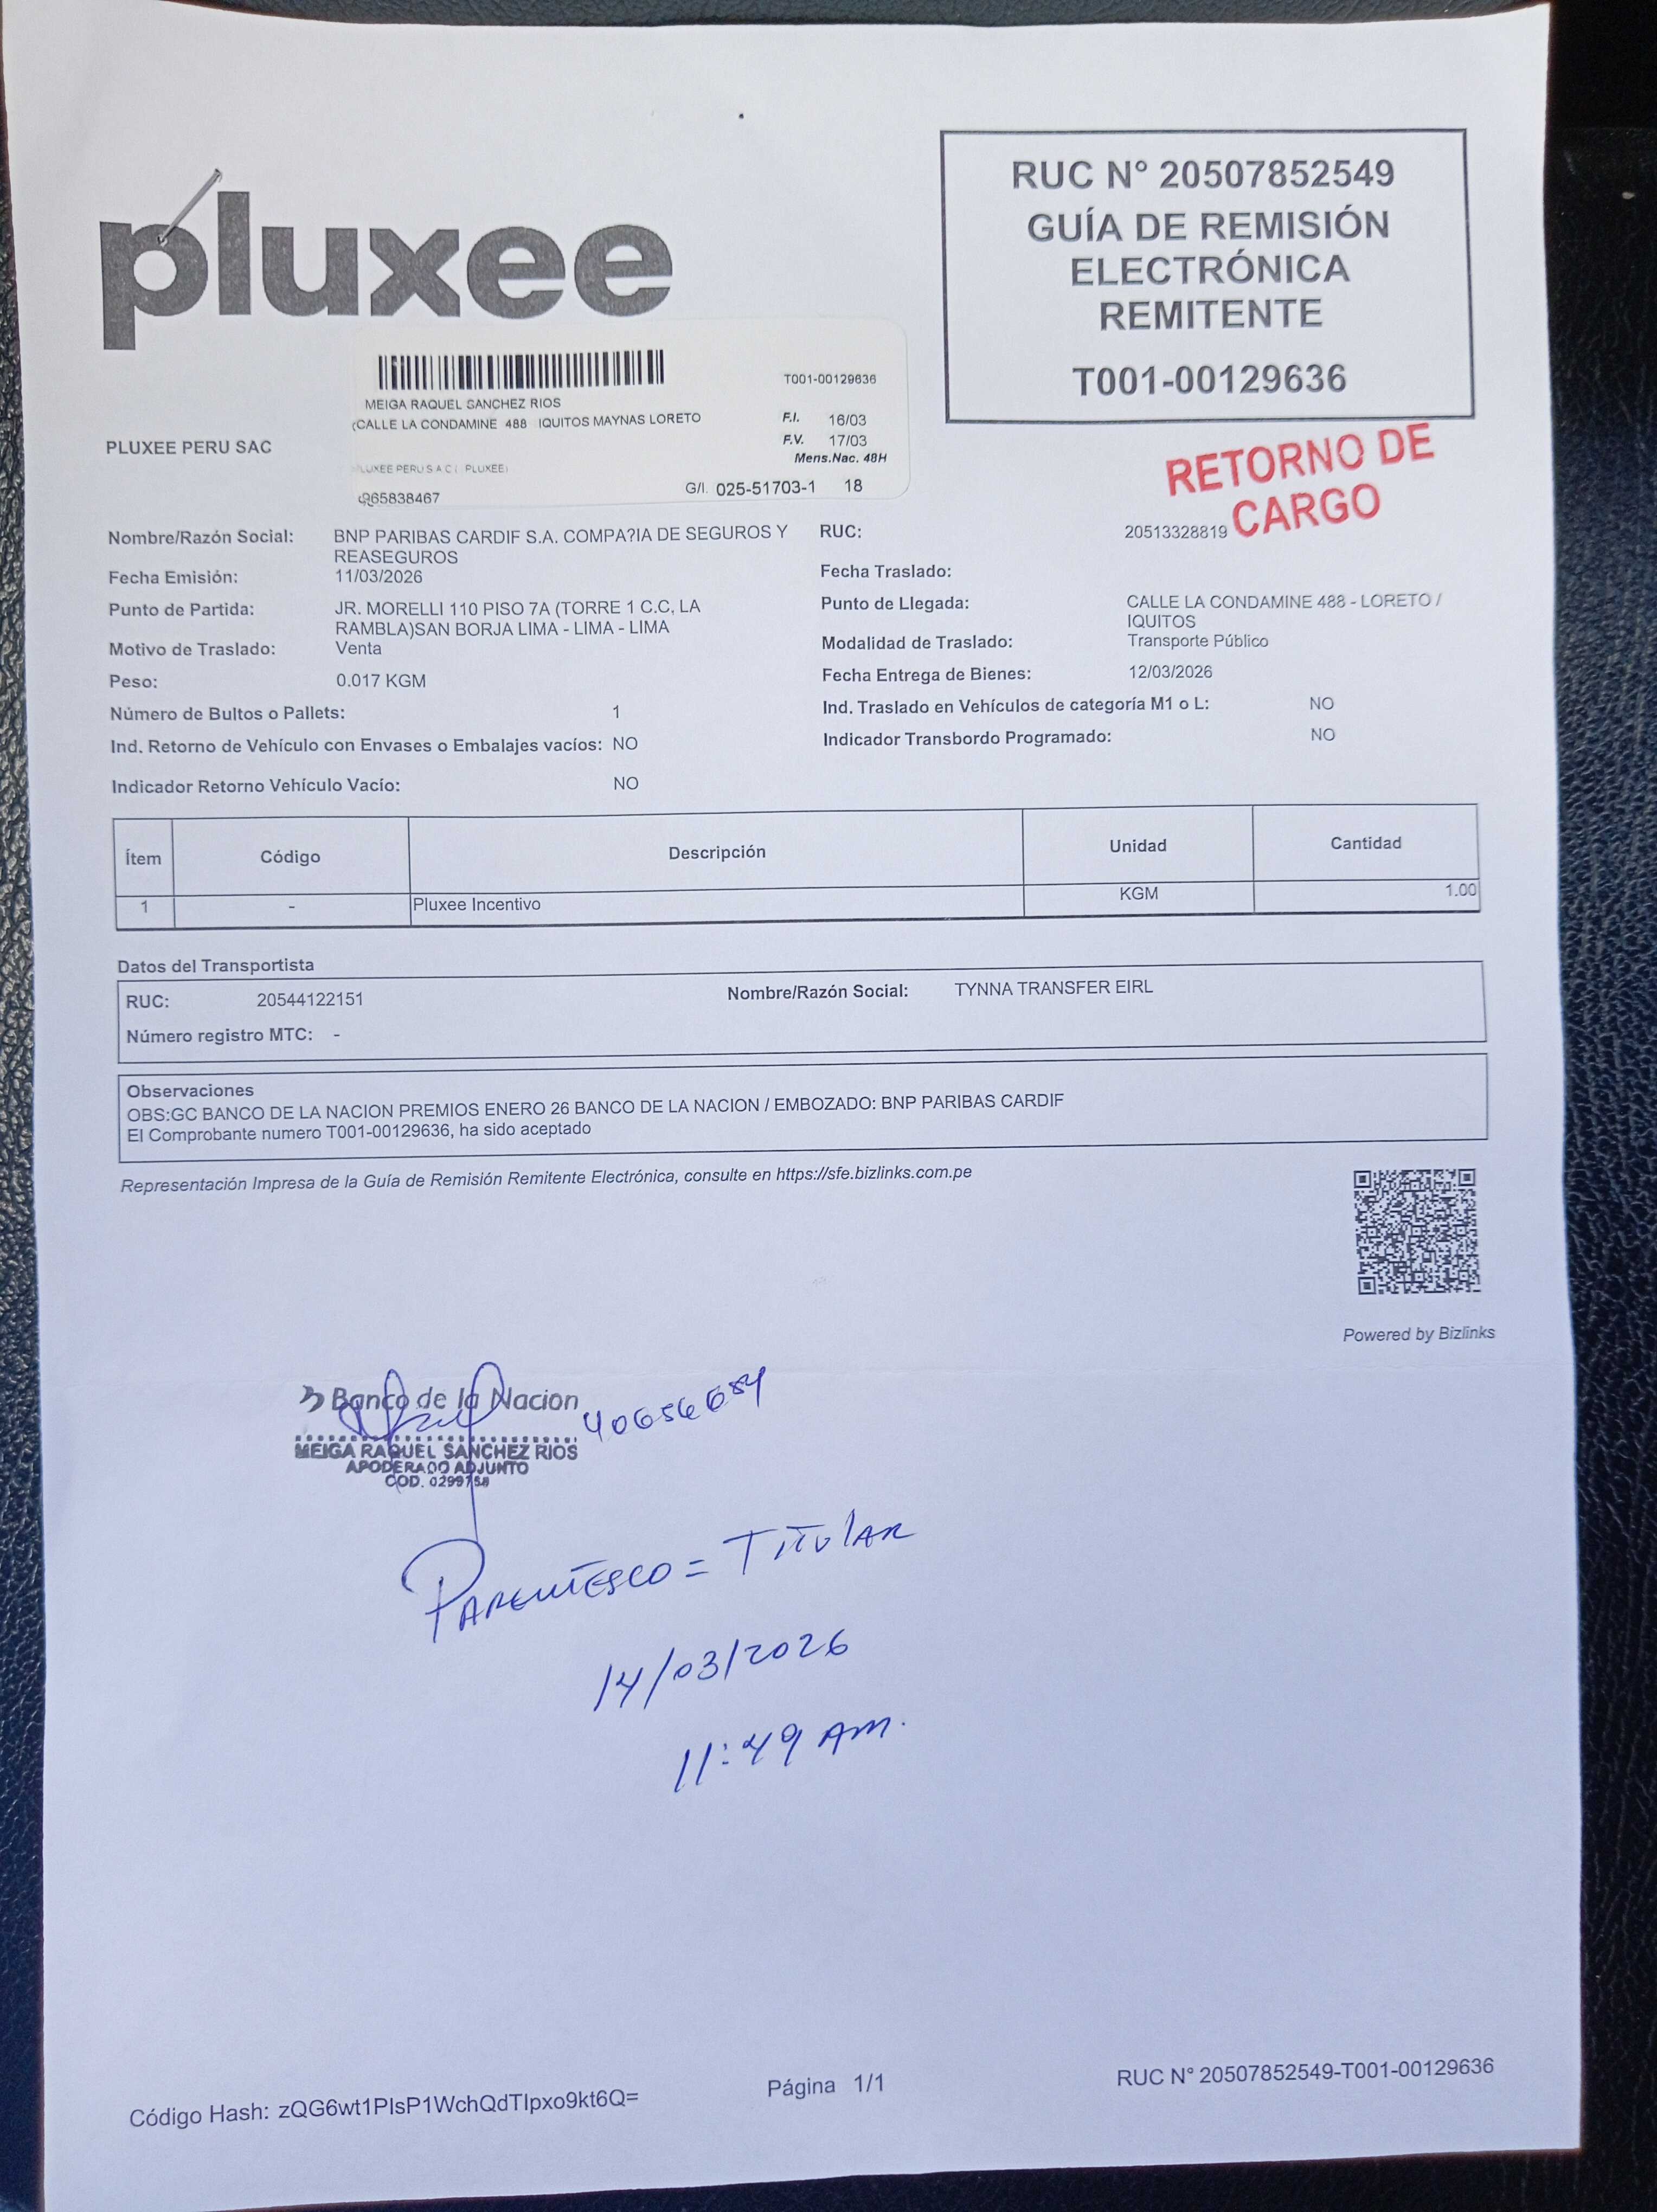 pluxee
RUC N° 20507852549
GUÍA DE REMISIÓN
ELECTRÓNICA
REMITENTE
T001-00129636
T001-00129636
MEIGA RAQUEL SANCHEZ RIOS
(CALLE LA CONDAMINE 488 IQUITOS MAYNAS LORETO
F.I. 16/03
F.V. 17/03
Mens.Nac. 48H
PLUXEE PERU SAC
LUXEE PERU S A C ( PLUXEE)
G/I. 025-51703-1 18
965838467
RETORNO DE
CARGO
Nombre/Razón Social: BNP PARIBAS CARDIF S.A. COMPA?IA DE SEGUROS Y
REASEGUROS
RUC: 20513328819
Fecha Emisión: 11/03/2026
Fecha Traslado:
Punto de Partida: JR. MORELLI 110 PISO 7A (TORRE 1 C.C, LA
RAMBLA)SAN BORJA LIMA - LIMA - LIMA
Punto de Llegada: CALLE LA CONDAMINE 488 - LORETO /
IQUITOS
Motivo de Traslado: Venta
Modalidad de Traslado: Transporte Público
Peso: 0.017 KGM
Fecha Entrega de Bienes: 12/03/2026
Número de Bultos o Pallets: 1
Ind. Traslado en Vehículos de categoría M1 o L: NO
Ind. Retorno de Vehículo con Envases o Embalajes vacíos: NO
Indicador Transbordo Programado: NO
Indicador Retorno Vehículo Vacío: NO
Ítem Código Descripción Unidad Cantidad
1 - Pluxee Incentivo KGM 1.00
Datos del Transportista
RUC: 20544122151 Nombre/Razón Social: TYNNA TRANSFER EIRL
Número registro MTC: -
Observaciones
OBS:GC BANCO DE LA NACION PREMIOS ENERO 26 BANCO DE LA NACION / EMBOZADO: BNP PARIBAS CARDIF
El Comprobante numero T001-00129636, ha sido aceptado
Representación Impresa de la Guía de Remisión Remitente Electrónica, consulte en https://sfe.bizlinks.com.pe
Powered by Bizlinks
Banco de la Nacion
40656684
MEIGA RAQUEL SANCHEZ RIOS
APODERADO ADJUNTO
COD. 0299758
PARENTESCO = TITULAR
14/03/2026
11:49 AM.
Código Hash: zQG6wt1PIsP1WchQdTIpxo9kt6Q=
Página 1/1
RUC N° 20507852549-T001-00129636